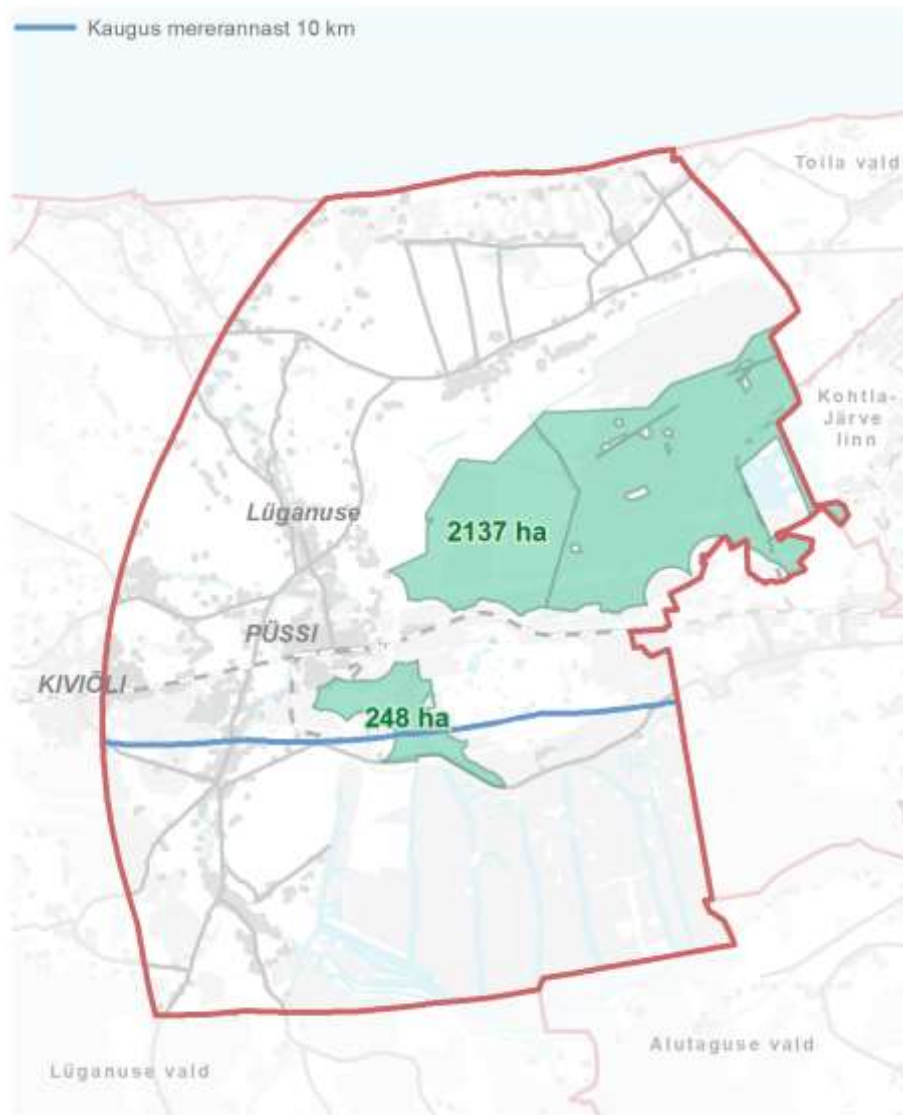 Kaugus mererannast 10 km
Toila vald
Kohtla-
Järve
linn
Lüganuse
2137 ha
PÜSSI
KIVIÕLI
248 ha
Alutaguse vald
Lüganuse vald